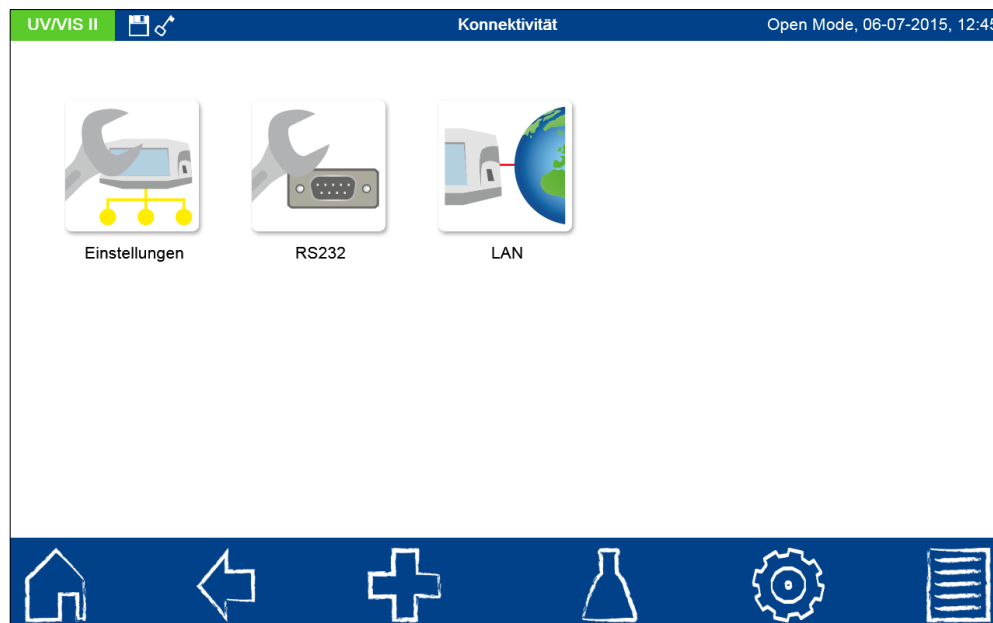 UV/VIS II Konnektivität Open Mode, 06-07-2015, 12:45
Einstellungen RS232 LAN